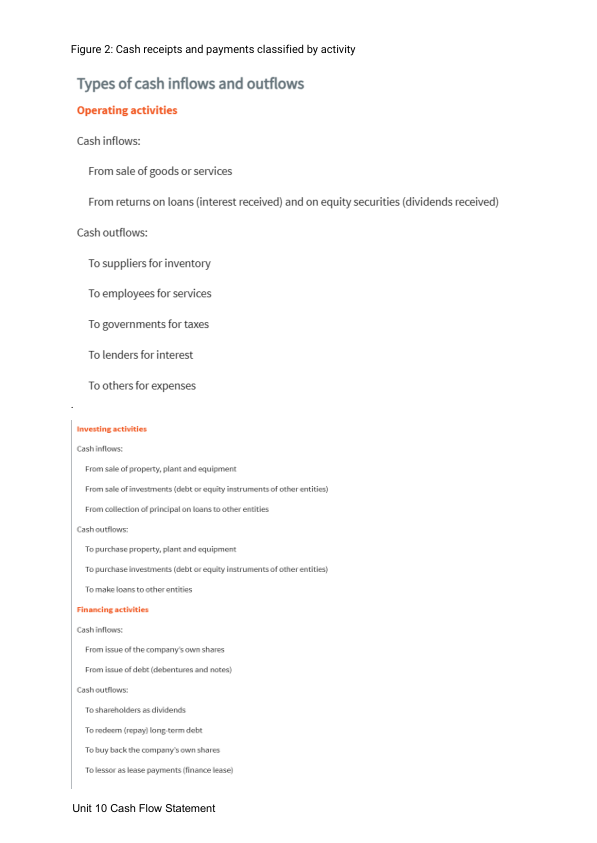 Figure 2: Cash receipts and payments classified by activity
Types of cash inflows and outflows
Operating activities
Cash inflows:
From sale of goods or services
From returns on loans (interest received) and on equity securities (dividends received)
Cash outflows:
To suppliers for inventory
To employees for services
To governments for taxes
To lenders for interest
To others for expenses
.
Investing activities
Cash inflows:
From sale of property, plant and equipment
From sale of investments (debt or equity instruments of other entities)
From collection of principal on loans to other entities
Cash outflows:
To purchase property, plant and equipment
To purchase investments (debt or equity instruments of other entities)
To make loans to other entities
Financing activities
Cash inflows:
From issue of the company's own shares
From issue of debt (debentures and notes)
Cash outflows:
To shareholders as dividends
To redeem (repay) long-term debt
To buy back the company's own shares
To lessor as lease payments (finance lease)
Unit 10 Cash Flow Statement